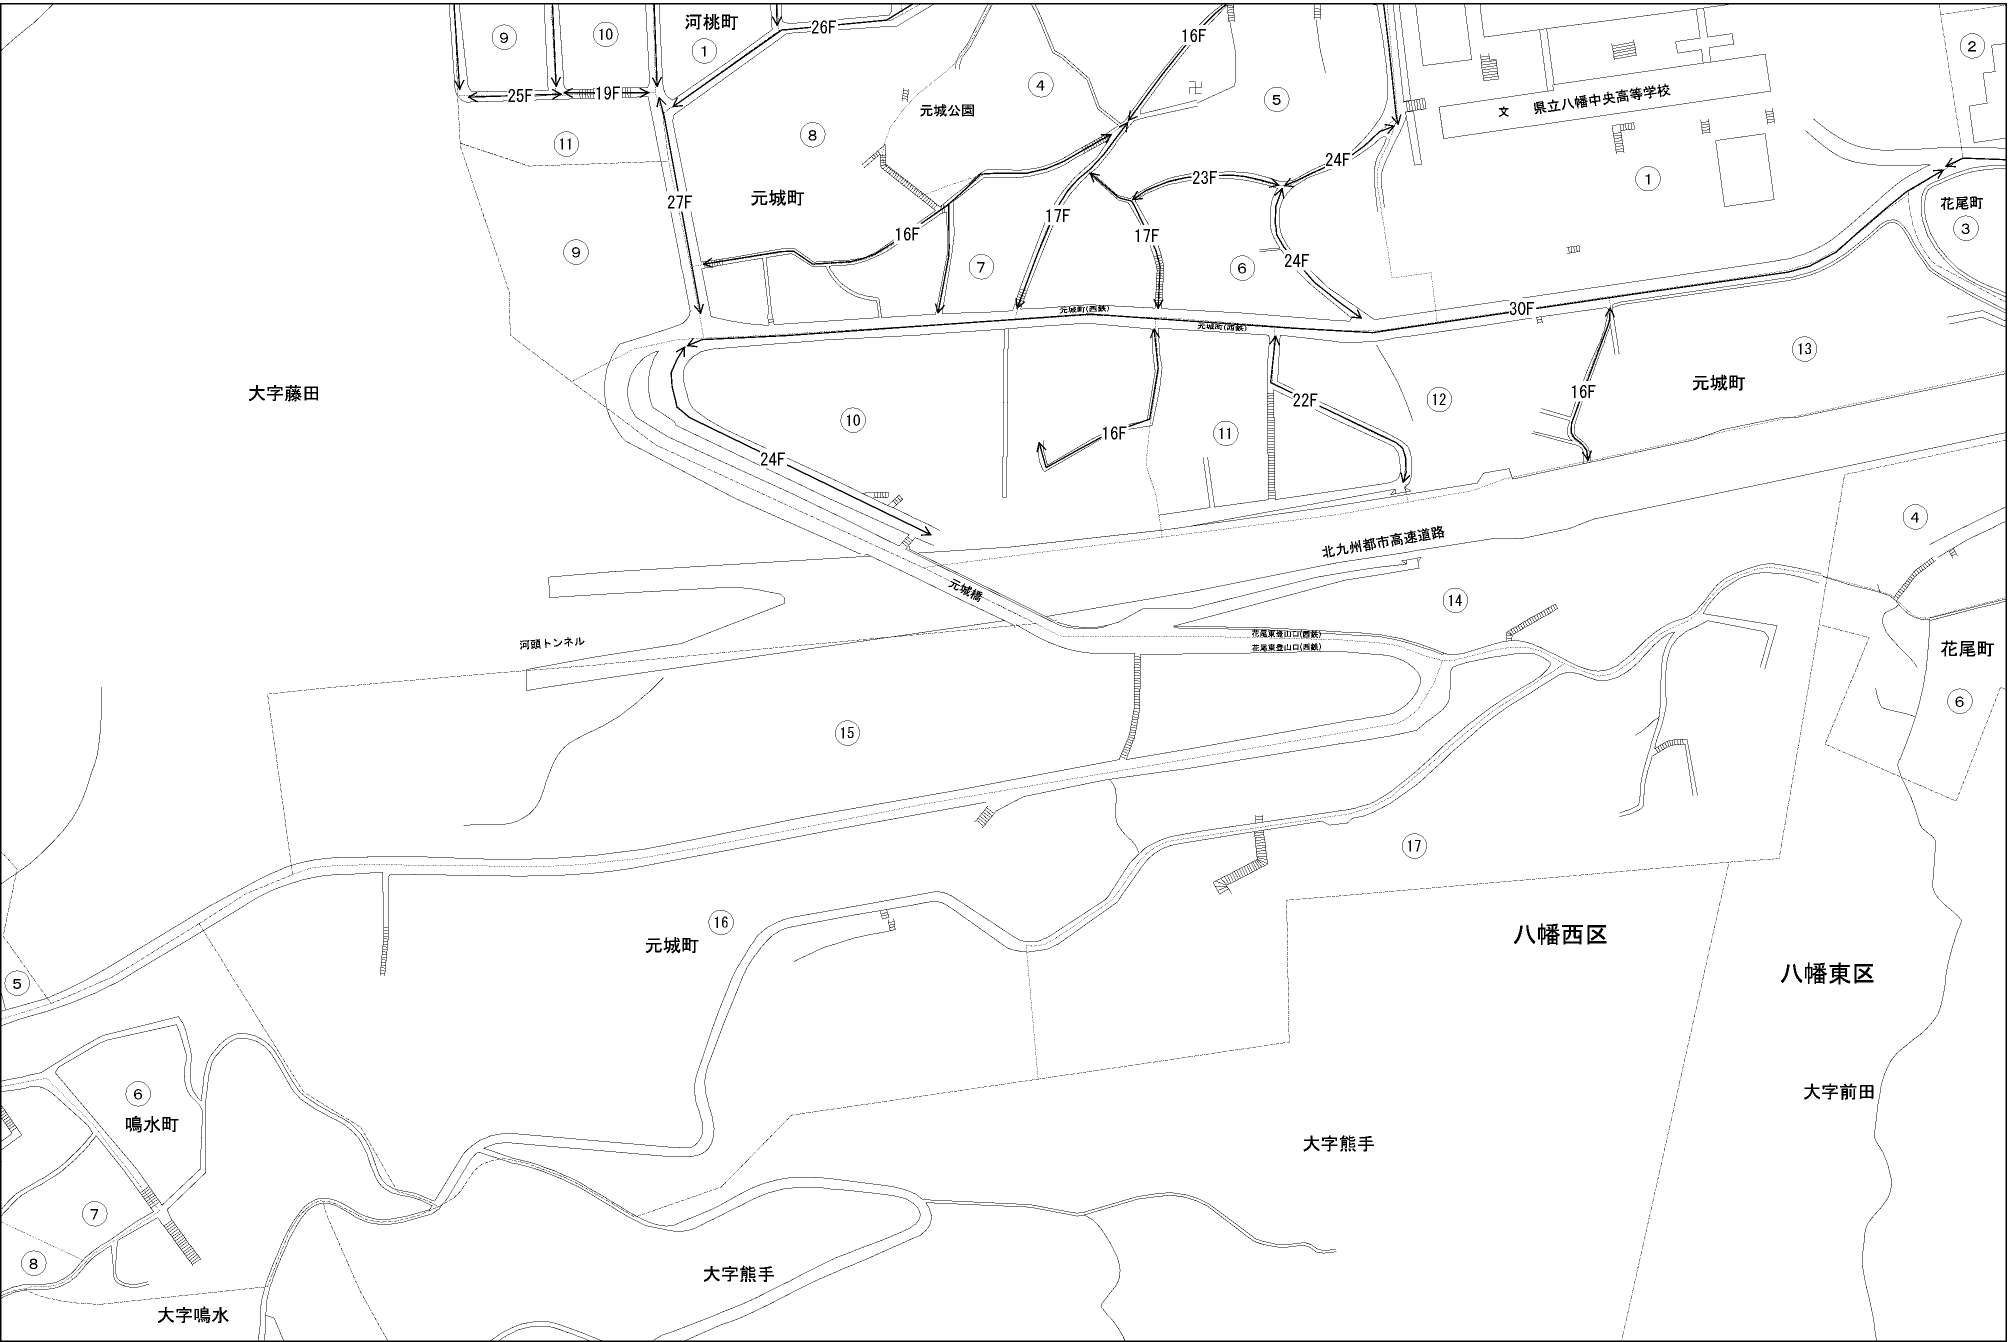 河桃町
26F
⑨
⑩
①
16F
②
25F
19F
④
元城公園
⑤
文 県立八幡中央高等学校
⑪
⑧
24F
23F
①
元城町
27F
花尾町
③
17F
17F
16F
⑨
⑦
⑥
24F
元城町(西鉄)
元城町(西鉄)
30F
⑬
元城町
大字藤田
16F
22F
⑫
⑩
16F
⑪
24F
④
北九州都市高速道路
元城橋
⑭
花尾東登山口(西鉄)
花尾東登山口(西鉄)
河頭トンネル
花尾町
⑥
⑮
⑰
⑯
元城町
八幡西区
八幡東区
⑤
⑥
鳴水町
大字前田
大字熊手
⑦
⑧
大字熊手
大字鳴水